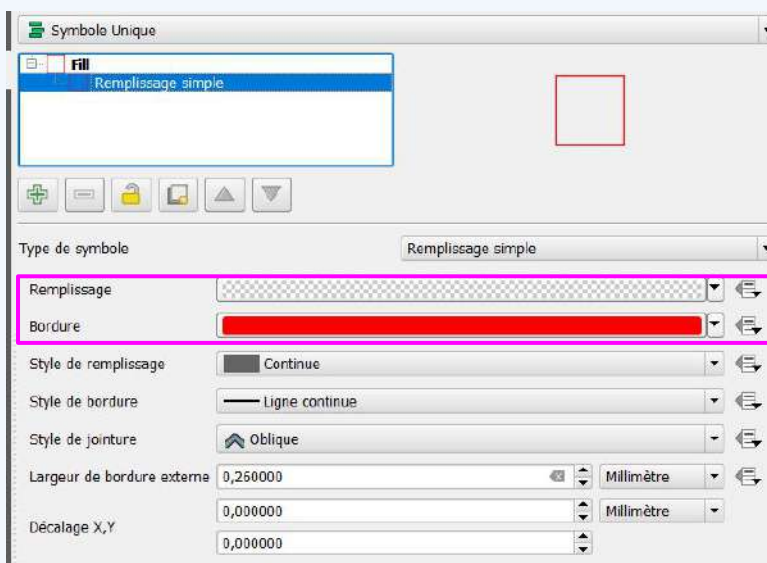 Symbole Unique
Fill
Remplissage simple
Type de symbole Remplissage simple
Remplissage
Bordure
Style de remplissage Continue
Style de bordure Ligne continue
Style de jointure Oblique
Largeur de bordure externe 0,260000 Millimètre
Décalage X,Y
0,000000 Millimètre
0,000000